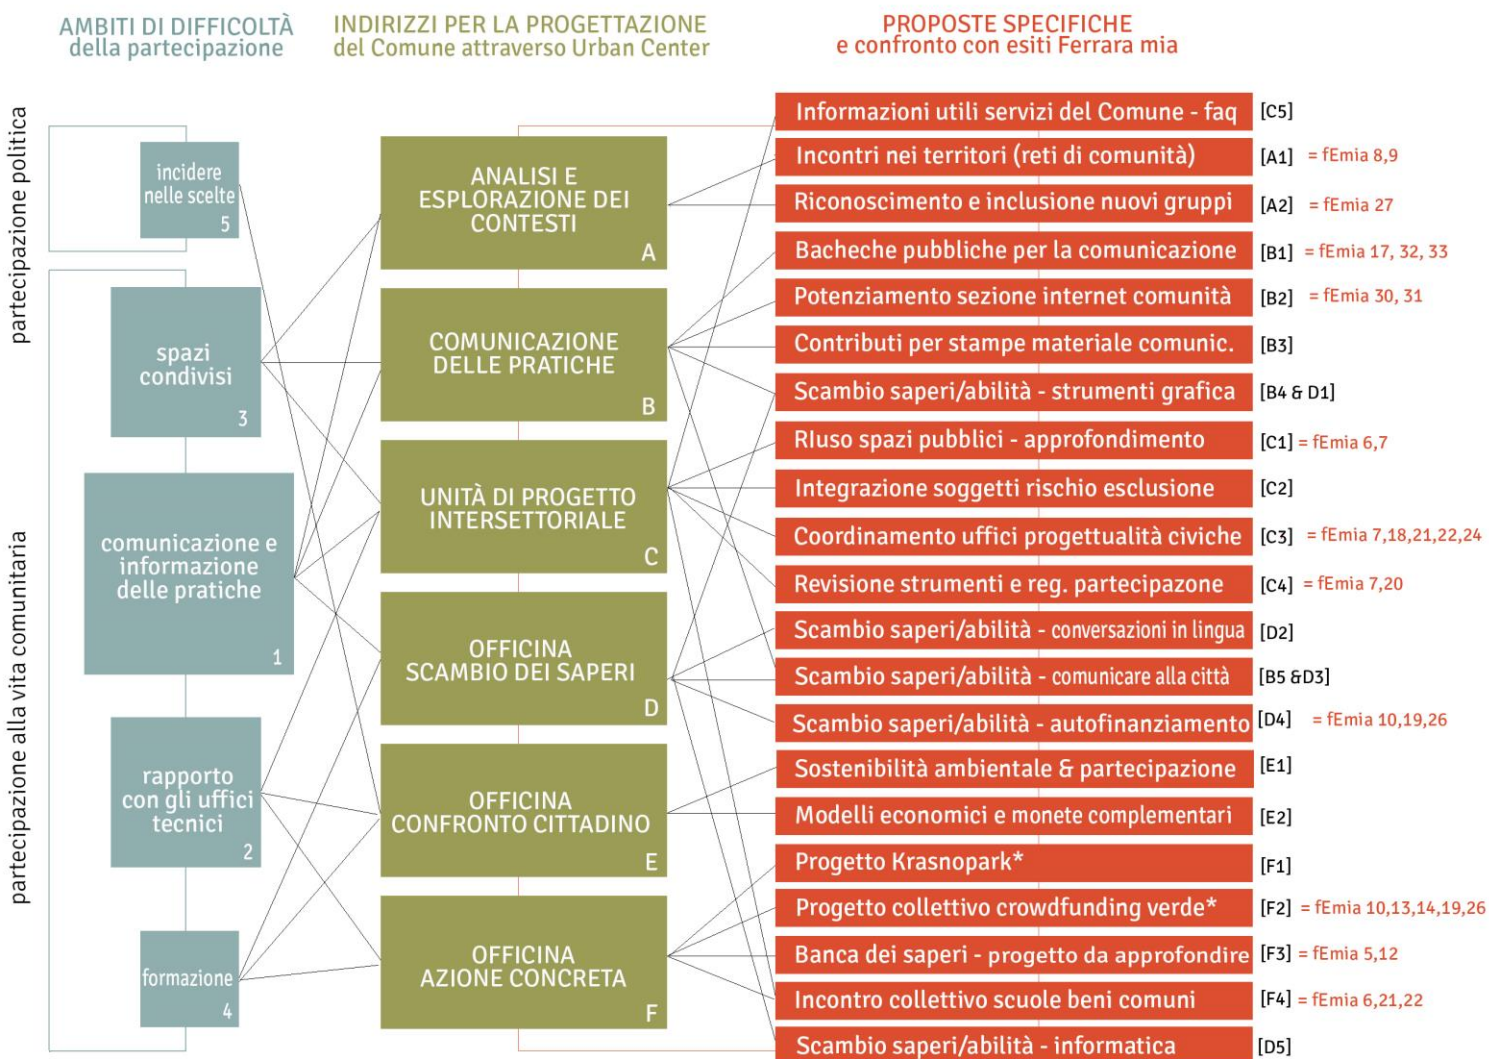 AMBITI DI DIFFICOLTÀ
della partecipazione
INDIRIZZI PER LA PROGETTAZIONE
del Comune attraverso Urban Center
PROPOSTE SPECIFICHE
e confronto con esiti Ferrara mia
partecipazione politica
partecipazione alla vita comunitaria
incidere
nelle scelte
5
spazi
condivisi
3
comunicazione e
informazione
delle pratiche
1
rapporto
con gli uffici
tecnici
2
formazione
4
ANALISI E
ESPLORAZIONE DEI
CONTESTI
A
COMUNICAZIONE
DELLE PRATICHE
B
UNITÀ DI PROGETTO
INTERSETTORIALE
C
OFFICINA
SCAMBIO DEI SAPERI
D
OFFICINA
CONFRONTO CITTADINO
E
OFFICINA
AZIONE CONCRETA
F
Informazioni utili servizi del Comune - faq [C5]
Incontri nei territori (reti di comunità) [A1] = fEmia 8,9
Riconoscimento e inclusione nuovi gruppi [A2] = fEmia 27
Bacheche pubbliche per la comunicazione [B1] = fEmia 17, 32, 33
Potenziamento sezione internet comunità [B2] = fEmia 30, 31
Contributi per stampe materiale comunic. [B3]
Scambio saperi/abilità - strumenti grafica [B4 & D1]
RIuso spazi pubblici - approfondimento [C1] = fEmia 6,7
Integrazione soggetti rischio esclusione [C2]
Coordinamento uffici progettualità civiche [C3] = fEmia 7,18,21,22,24
Revisione strumenti e reg. partecipazone [C4] = fEmia 7,20
Scambio saperi/abilità - conversazioni in lingua [D2]
Scambio saperi/abilità - comunicare alla città [B5 &D3]
Scambio saperi/abilità - autofinanziamento [D4] = fEmia 10,19,26
Sostenibilità ambientale & partecipazione [E1]
Modelli economici e monete complementari [E2]
Progetto Krasnopark* [F1]
Progetto collettivo crowdfunding verde* [F2] = fEmia 10,13,14,19,26
Banca dei saperi - progetto da approfondire [F3] = fEmia 5,12
Incontro collettivo scuole beni comuni [F4] = fEmia 6,21,22
Scambio saperi/abilità - informatica [D5]